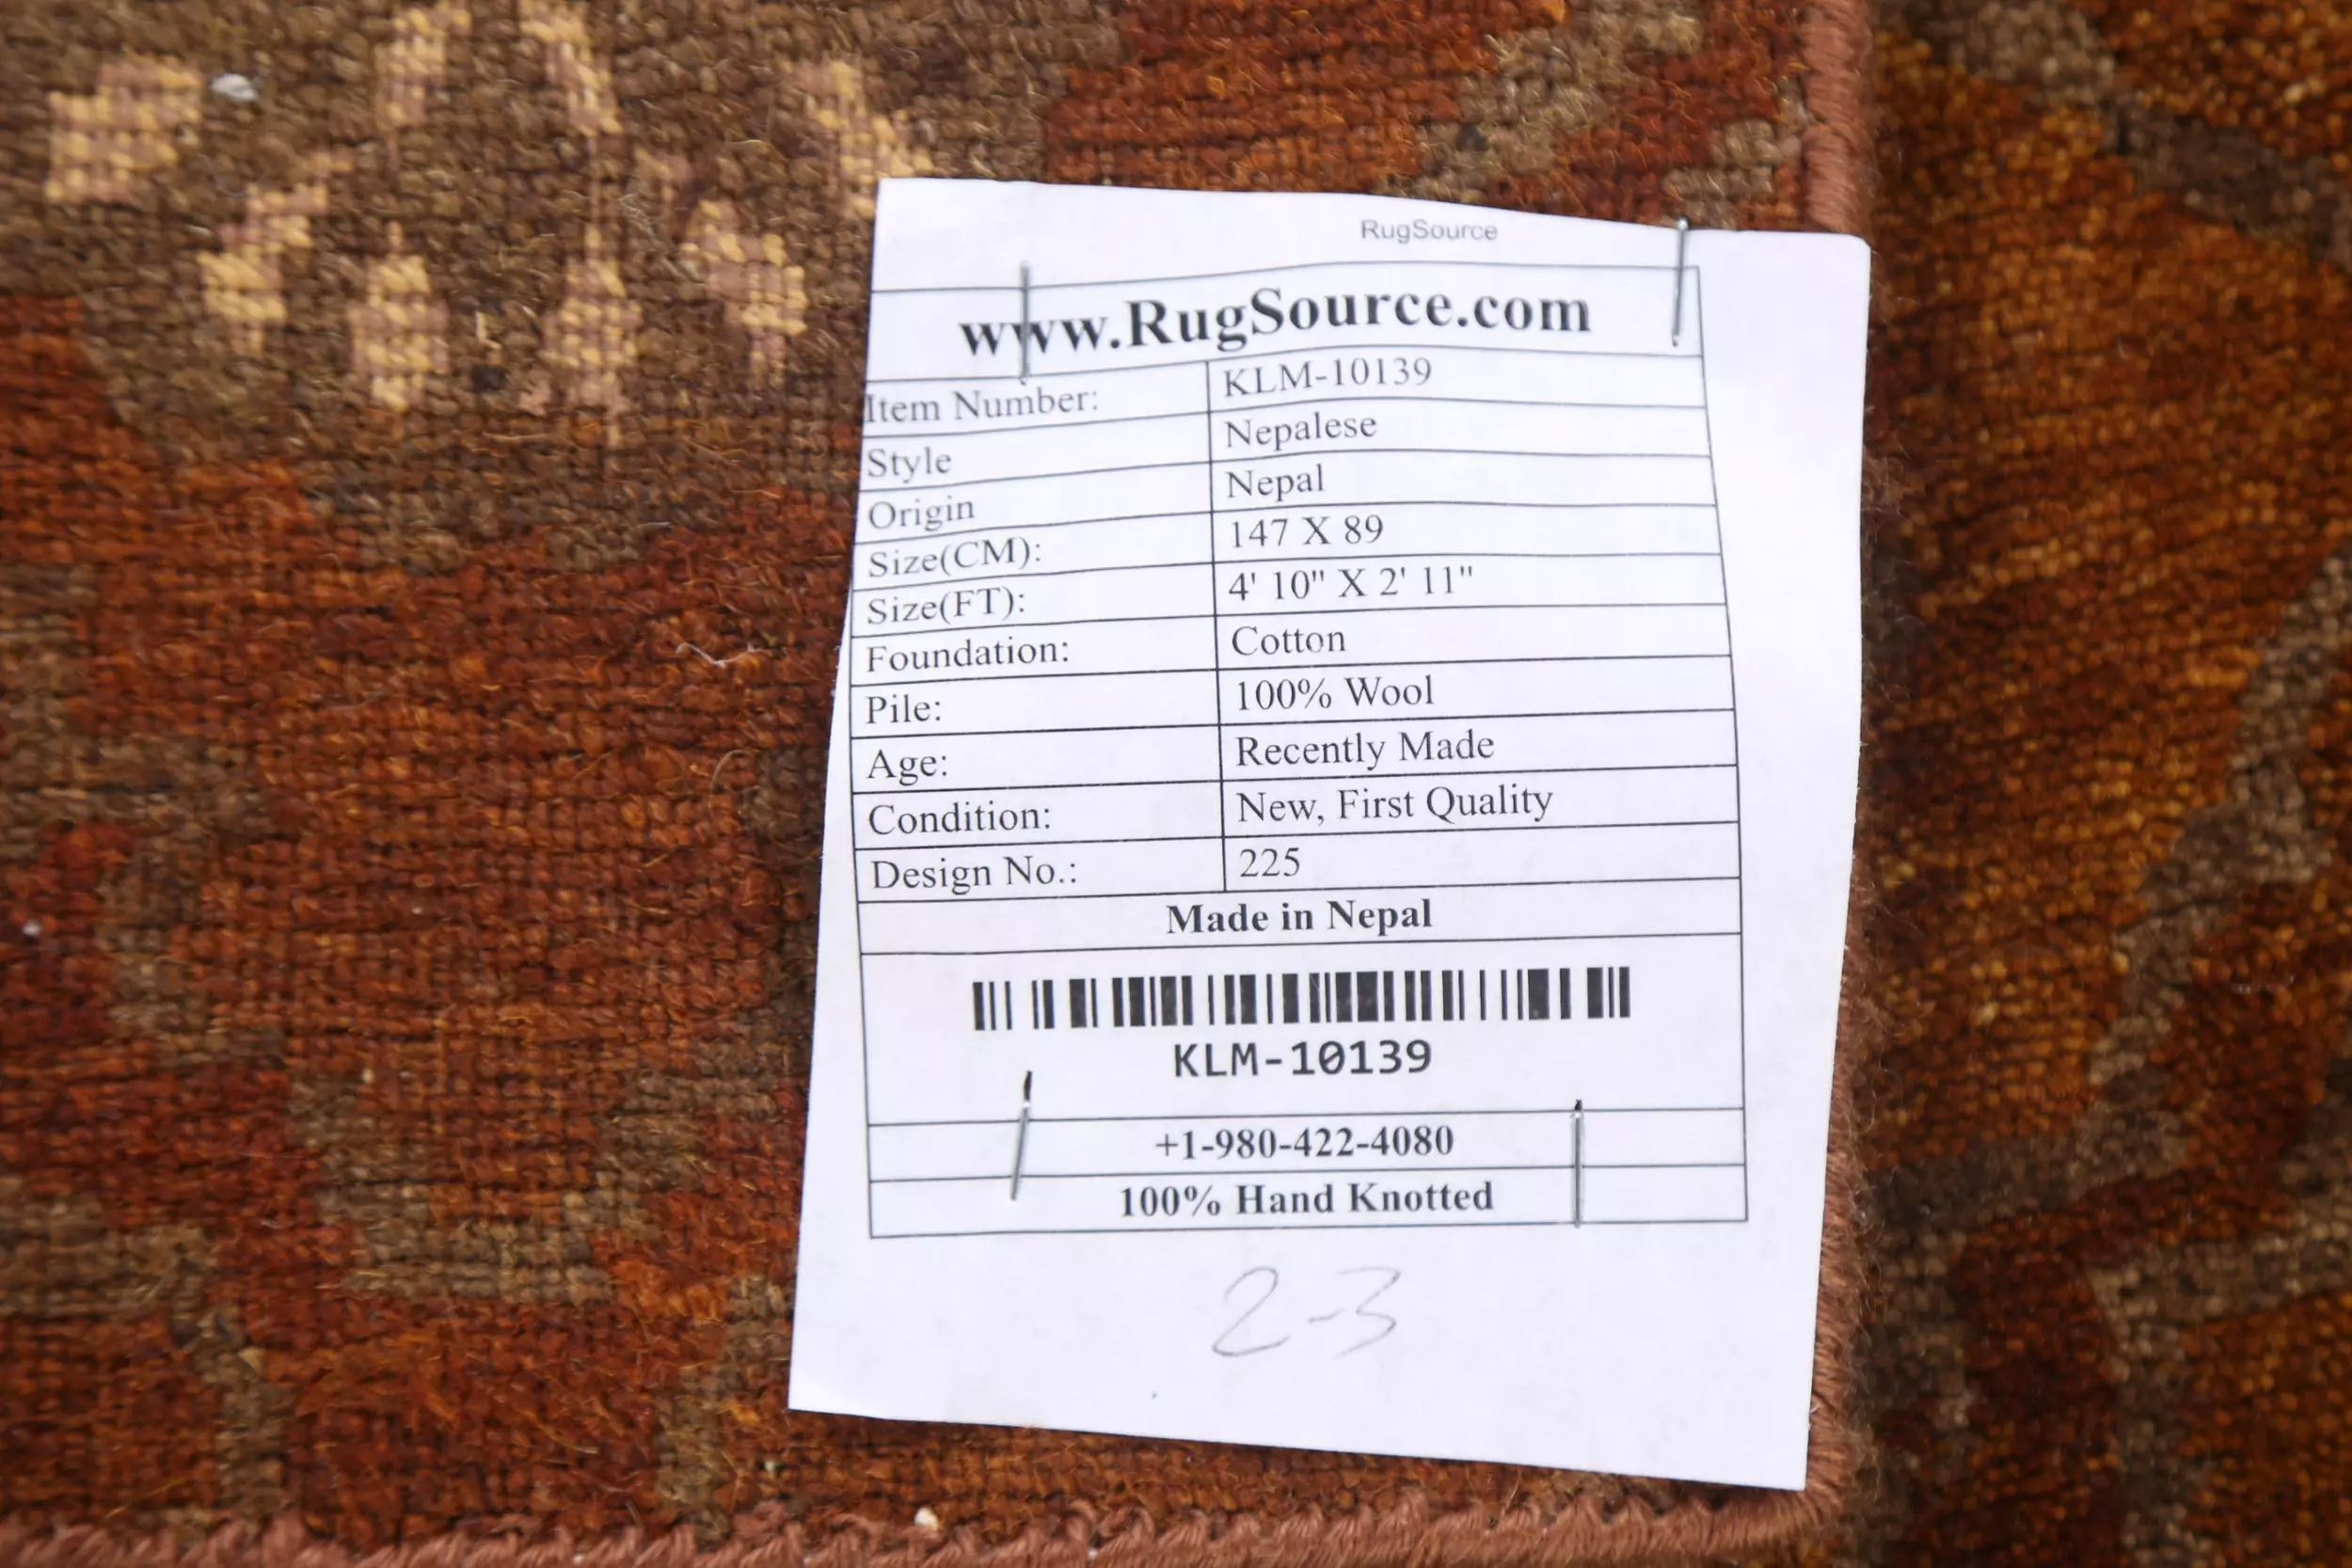 RugSource
www.RugSource.com
Item Number: KLM-10139
Style Nepalese
Origin Nepal
Size(CM): 147 X 89
Size(FT): 4' 10" X 2' 11"
Foundation: Cotton
Pile: 100% Wool
Age: Recently Made
Condition: New, First Quality
Design No.: 225
Made in Nepal
KLM-10139
+1-980-422-4080
100% Hand Knotted
2-3